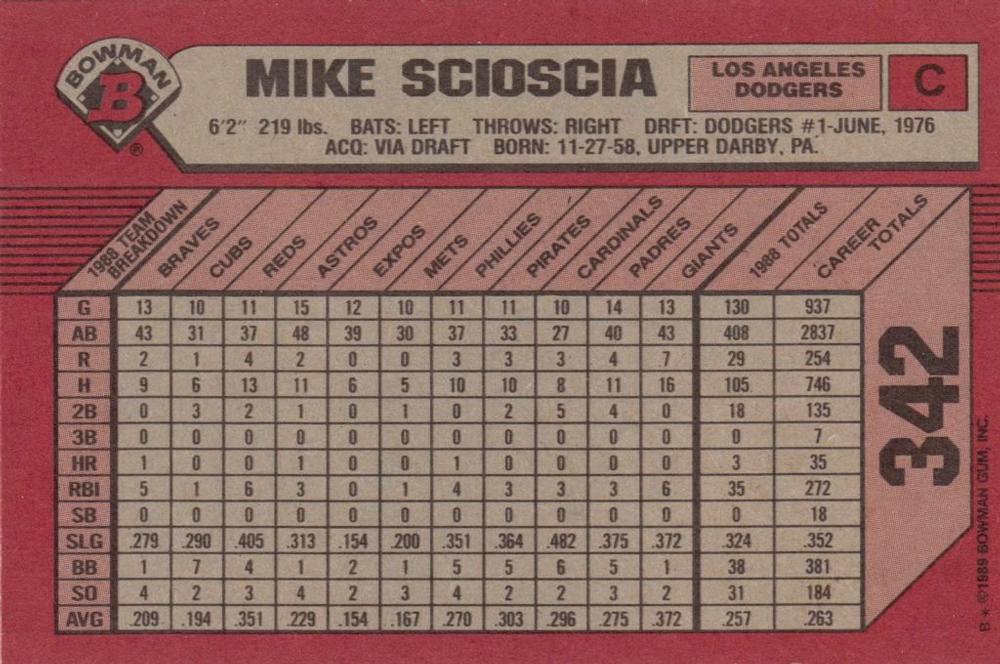 BOWMAN
B
®
MIKE SCIOSCIA
LOS ANGELES
DODGERS
C
6'2" 219 lbs. BATS: LEFT THROWS: RIGHT DRFT: DODGERS #1-JUNE, 1976
ACQ: VIA DRAFT BORN: 11-27-58, UPPER DARBY, PA.
1988 TEAM BREAKDOWN BRAVES CUBS REDS ASTROS EXPOS METS PHILLIES PIRATES CARDINALS PADRES GIANTS 1988 TOTALS CAREER TOTALS
G 13 10 11 15 12 10 11 11 10 14 13 130 937
AB 43 31 37 48 39 30 37 33 27 40 43 408 2837
R 2 1 4 2 0 0 3 3 3 4 7 29 254
H 9 6 13 11 6 5 10 10 8 11 16 105 746
2B 0 3 2 1 0 1 0 2 5 4 0 18 135
3B 0 0 0 0 0 0 0 0 0 0 0 0 7
HR 1 0 0 1 0 0 1 0 0 0 0 3 35
RBI 5 1 6 3 0 1 4 3 3 3 6 35 272
SB 0 0 0 0 0 0 0 0 0 0 0 0 18
SLG .279 .290 .405 .313 .154 .200 .351 .364 .482 .375 .372 .324 .352
BB 1 7 4 1 2 1 5 5 6 5 1 38 381
SO 4 2 3 4 2 3 4 2 2 3 2 31 184
AVG .209 .194 .351 .229 .154 .167 .270 .303 .296 .275 .372 .257 .263
342
B * ©1989 BOWMAN GUM, INC.